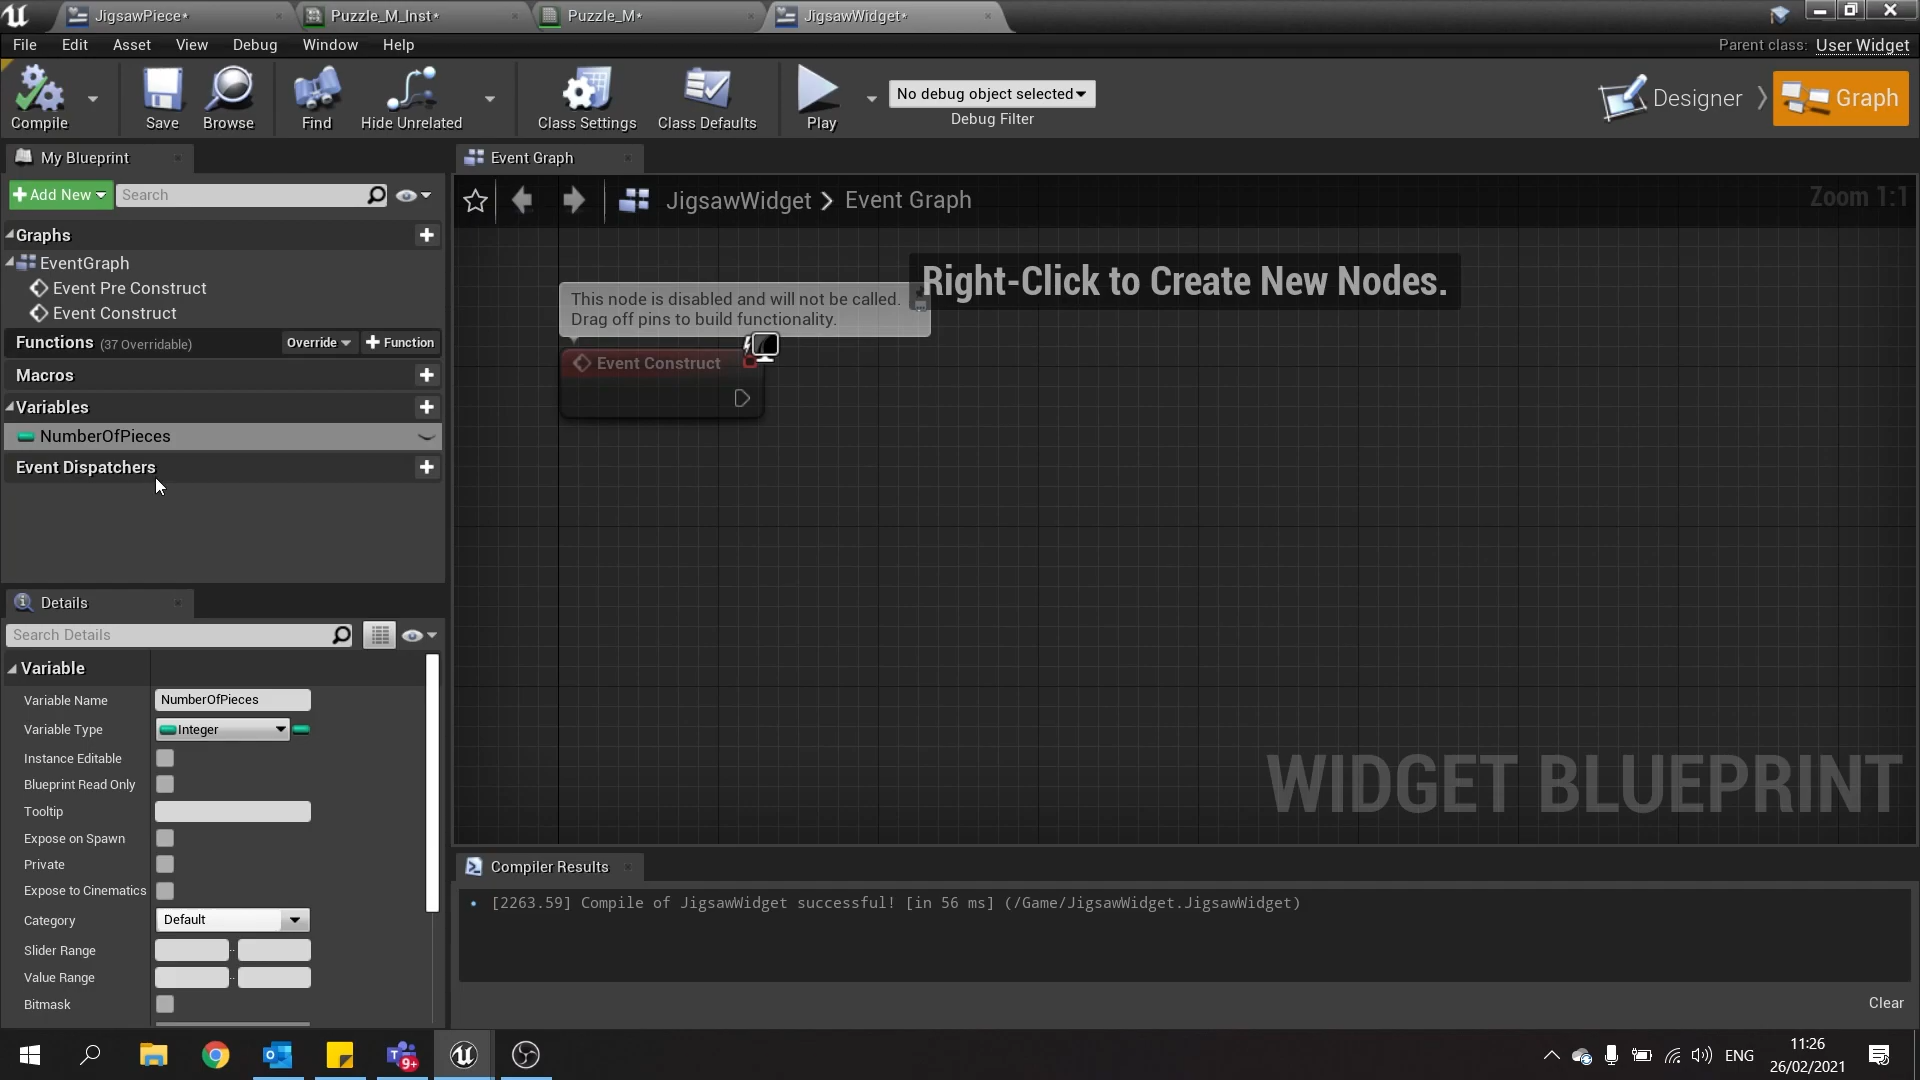 JigsawPiece*
Puzzle_M_Inst*
Puzzle_M*
JigsawWidget*
File Edit Asset View Debug Window Help
Parent class: User Widget
Compile
Save
Browse
Find
Hide Unrelated
Class Settings
Class Defaults
Play
No debug object selected
Debug Filter
Designer
Graph
My Blueprint
Add New
Search
Graphs
EventGraph
Event Pre Construct
Event Construct
Functions (37 Overridable)
Override
Function
Macros
Variables
NumberOfPieces
Event Dispatchers
Details
Search Details
Variable
Variable Name NumberOfPieces
Variable Type Integer
Instance Editable
Blueprint Read Only
Tooltip
Expose on Spawn
Private
Expose to Cinematics
Category Default
Slider Range
Value Range
Bitmask
Event Graph
JigsawWidget > Event Graph
Zoom 1:1
Right-Click to Create New Nodes.
This node is disabled and will not be called.
Drag off pins to build functionality.
Event Construct
WIDGET BLUEPRINT
Compiler Results
[2263.59] Compile of JigsawWidget successful! [in 56 ms] (/Game/JigsawWidget.JigsawWidget)
Clear
9+
ENG
11:26
26/02/2021